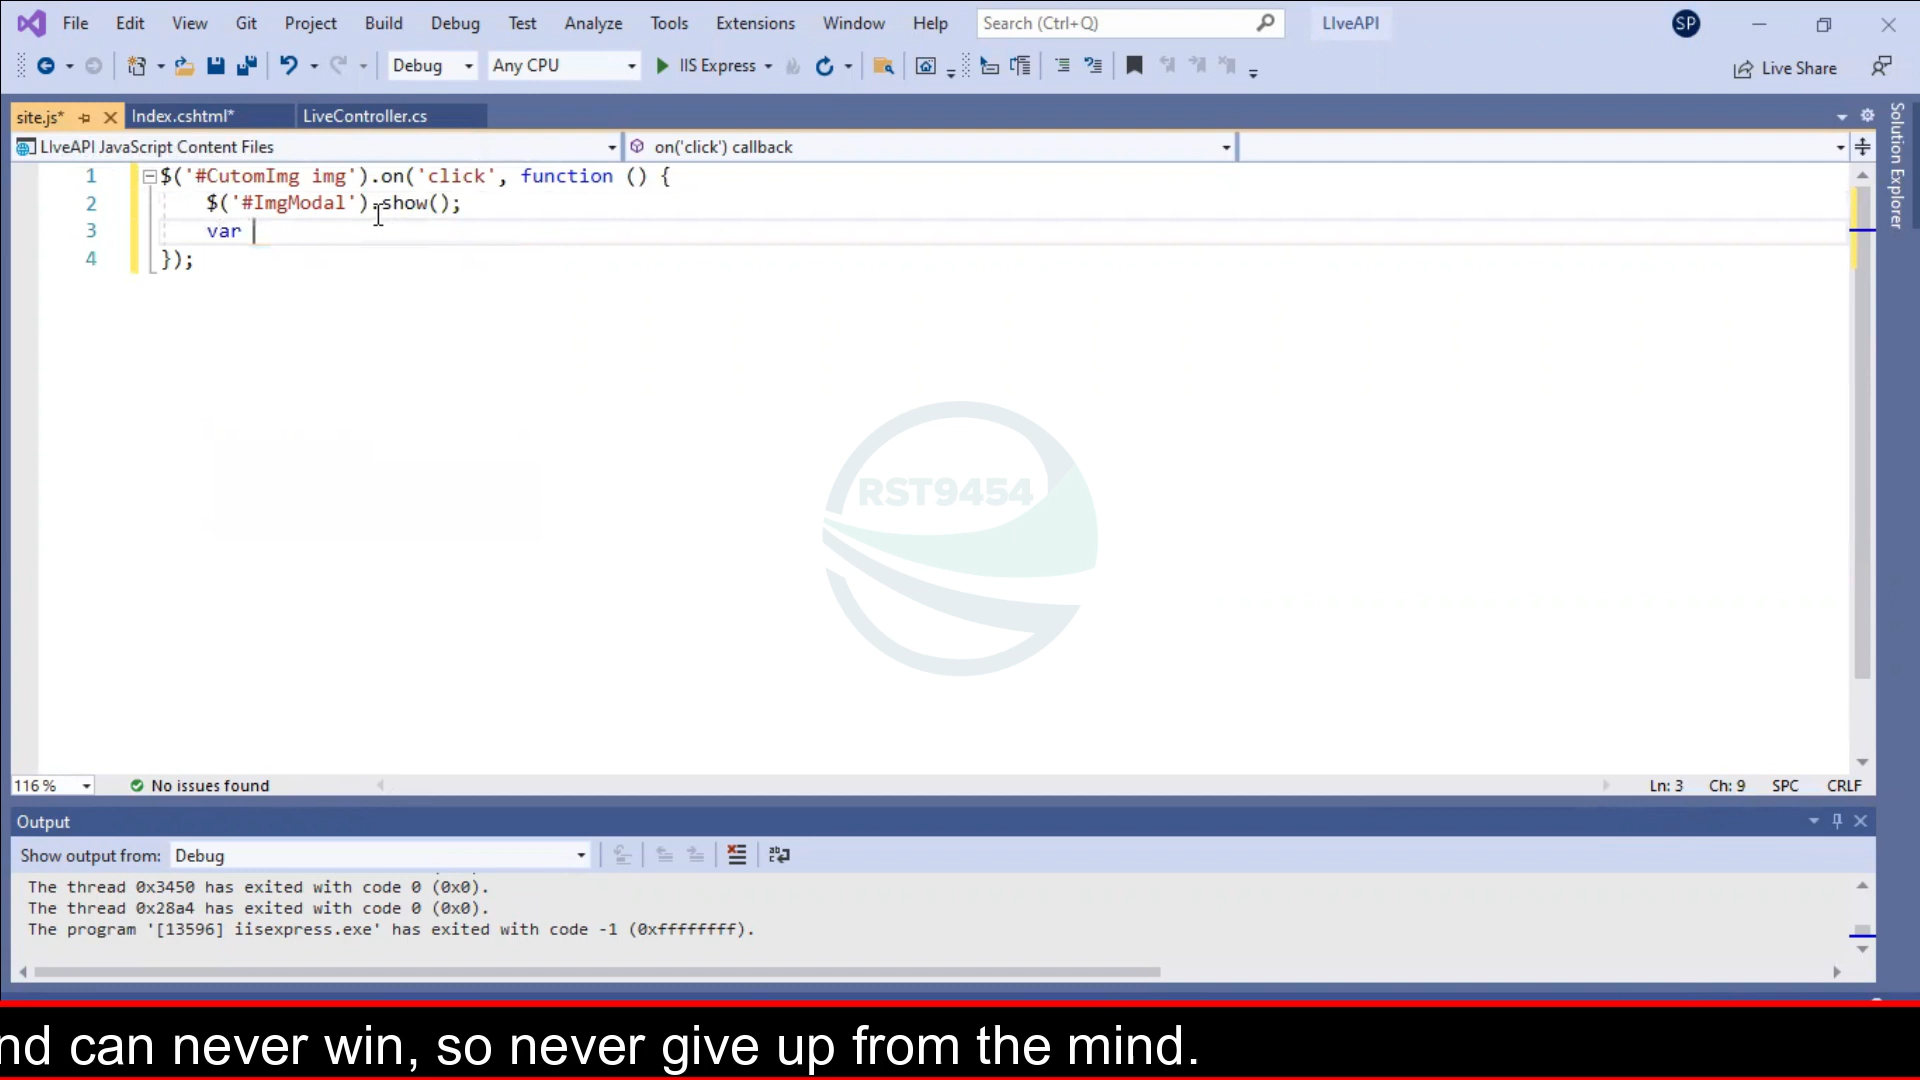 File Edit View Git Project Build Debug Test Analyze Tools Extensions Window Help Search (Ctrl+Q) LIveAPI SP
Debug Any CPU IIS Express Live Share
site.js* Index.cshtml* LiveController.cs
LIveAPI JavaScript Content Files on('click') callback
Solution Explorer
1 $('#CutomImg img').on('click', function () {
2 $('#ImgModal').show();
3 var
4 });
RST9454
116 % No issues found Ln: 3 Ch: 9 SPC CRLF
Output
Show output from: Debug
The thread 0x3450 has exited with code 0 (0x0).
The thread 0x28a4 has exited with code 0 (0x0).
The program '[13596] iisexpress.exe' has exited with code -1 (0xffffffff).
nd can never win, so never give up from the mind.